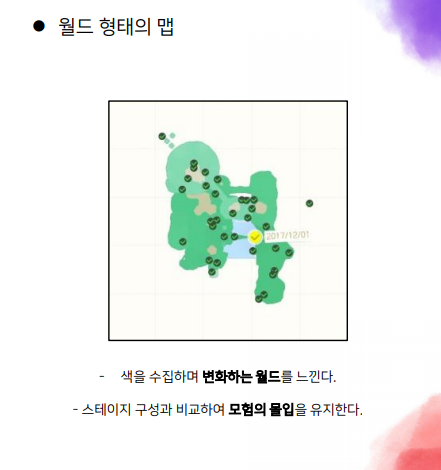 ● 월드 형태의 맵
2017/12/01
- 색을 수집하며 변화하는 월드를 느낀다.
- 스테이지 구성과 비교하여 모험의 몰입을 유지한다.